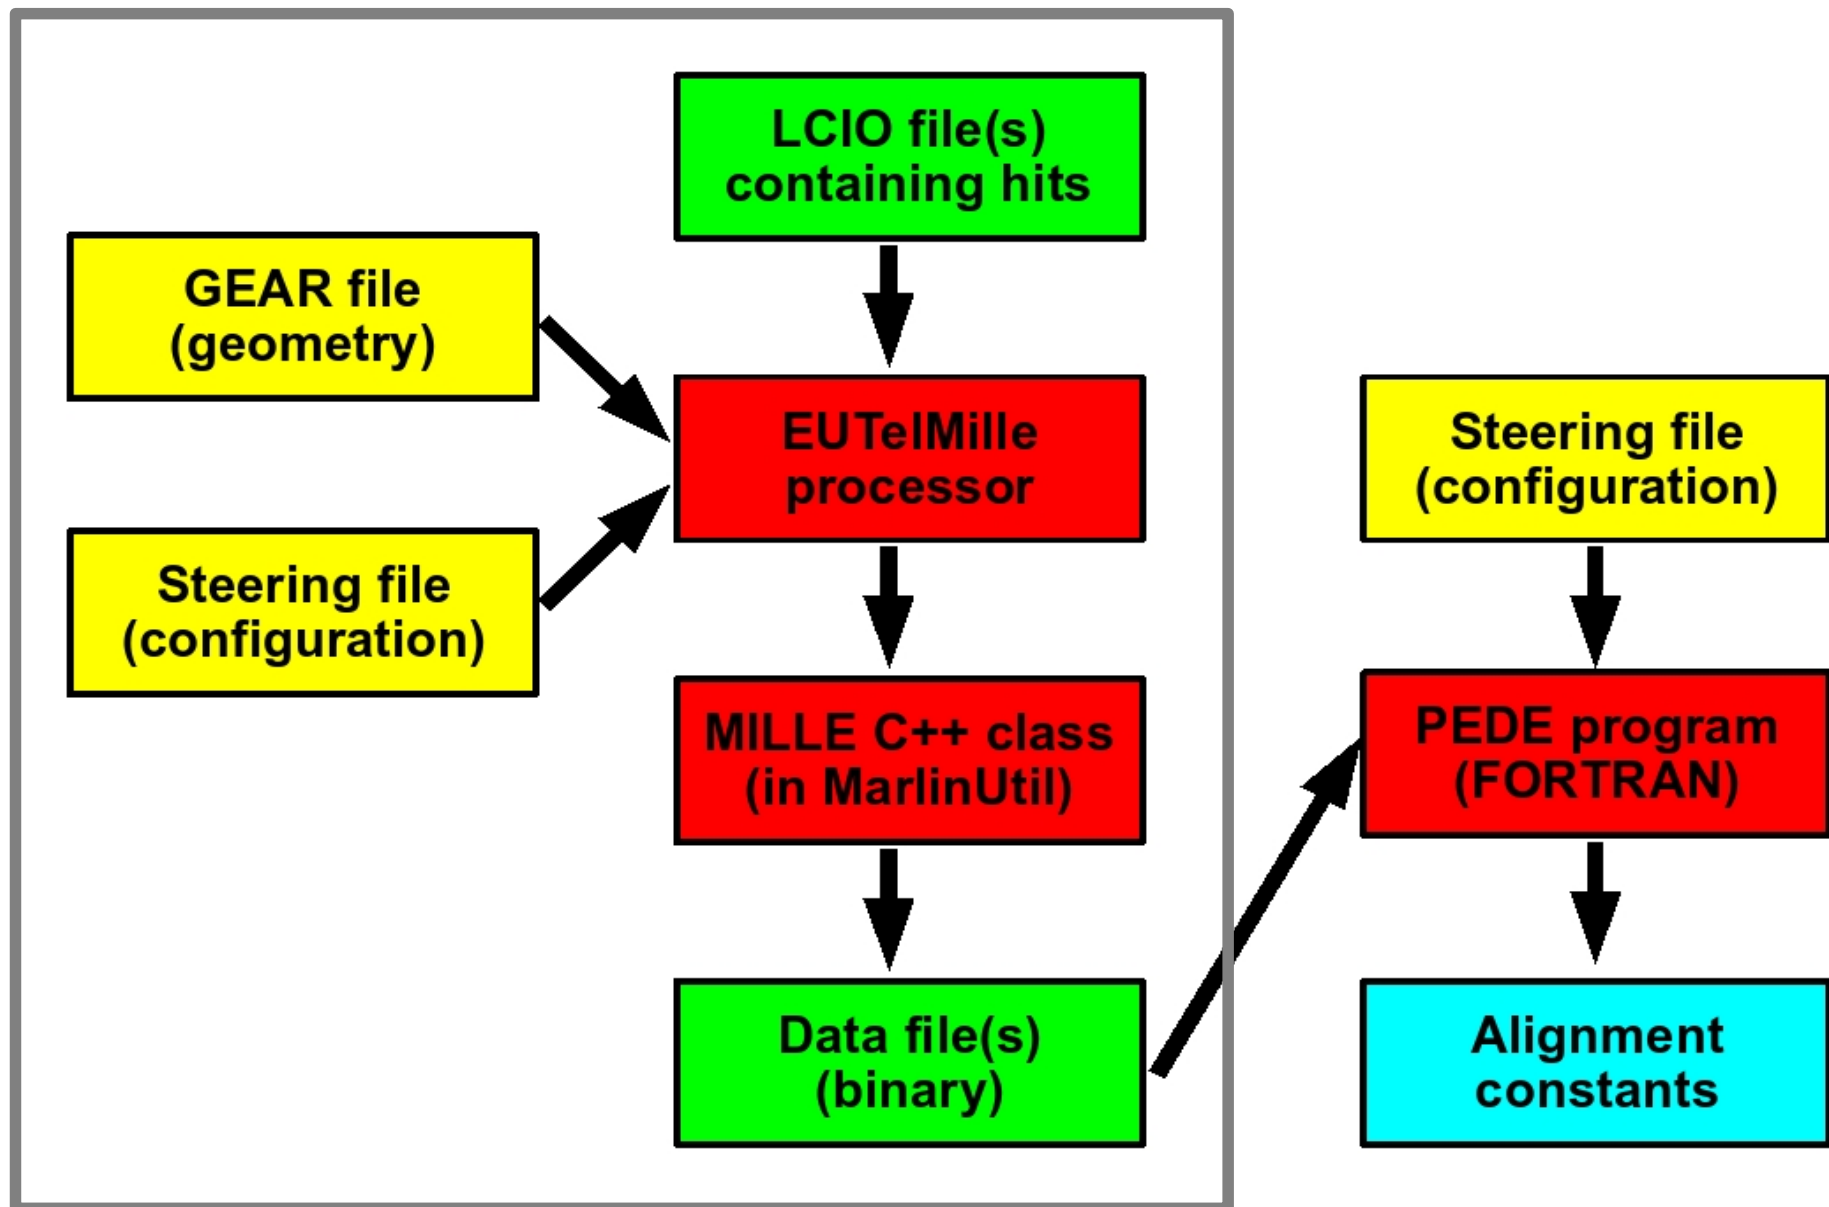 LCIO file(s)
containing hits
GEAR file
(geometry)
EUTelMille
processor
Steering file
(configuration)
Steering file
(configuration)
MILLE C++ class
(in MarlinUtil)
PEDE program
(FORTRAN)
Data file(s)
(binary)
Alignment
constants